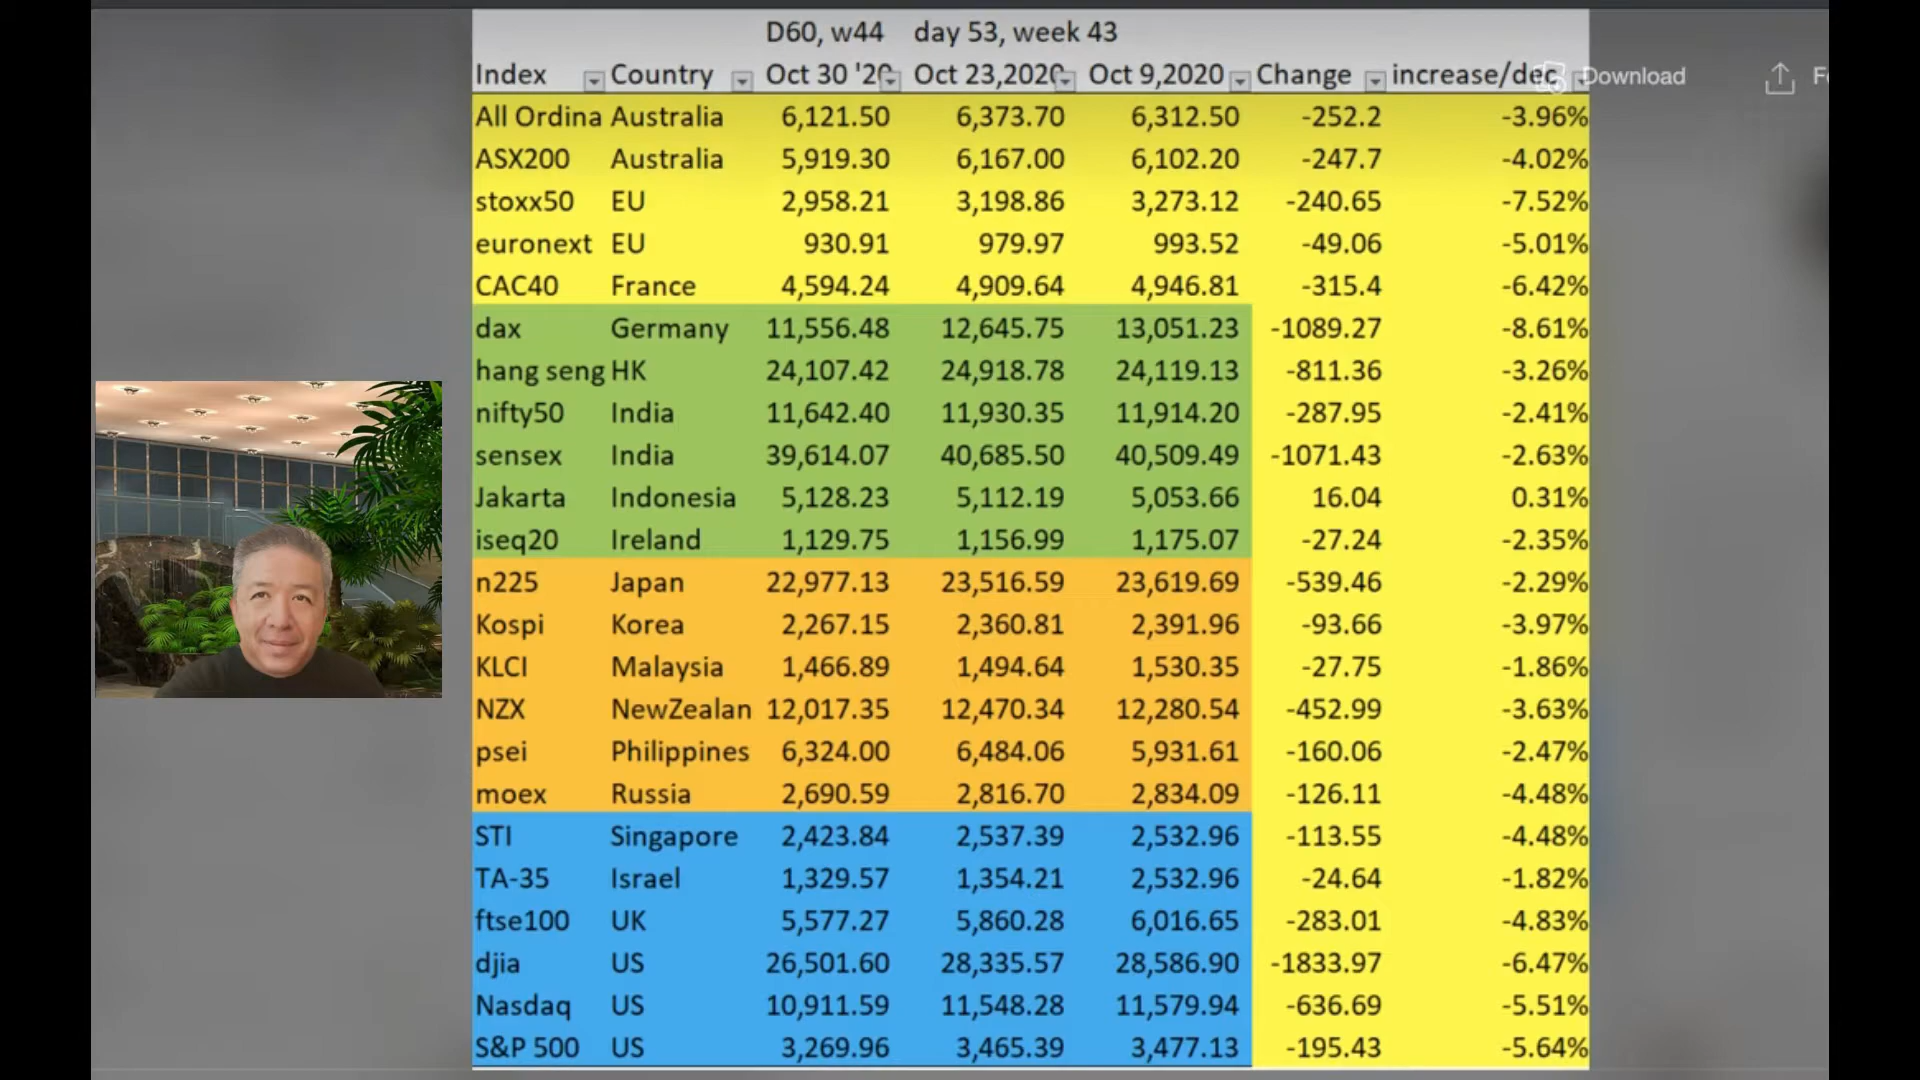 D60, w44 day 53, week 43
Index Country Oct 30 '20 Oct 23,2020 Oct 9,2020 Change increase/dec Download
All Ordina Australia 6,121.50 6,373.70 6,312.50 -252.2 -3.96%
ASX200 Australia 5,919.30 6,167.00 6,102.20 -247.7 -4.02%
stoxx50 EU 2,958.21 3,198.86 3,273.12 -240.65 -7.52%
euronext EU 930.91 979.97 993.52 -49.06 -5.01%
CAC40 France 4,594.24 4,909.64 4,946.81 -315.4 -6.42%
dax Germany 11,556.48 12,645.75 13,051.23 -1089.27 -8.61%
hang seng HK 24,107.42 24,918.78 24,119.13 -811.36 -3.26%
nifty50 India 11,642.40 11,930.35 11,914.20 -287.95 -2.41%
sensex India 39,614.07 40,685.50 40,509.49 -1071.43 -2.63%
Jakarta Indonesia 5,128.23 5,112.19 5,053.66 16.04 0.31%
iseq20 Ireland 1,129.75 1,156.99 1,175.07 -27.24 -2.35%
n225 Japan 22,977.13 23,516.59 23,619.69 -539.46 -2.29%
Kospi Korea 2,267.15 2,360.81 2,391.96 -93.66 -3.97%
KLCI Malaysia 1,466.89 1,494.64 1,530.35 -27.75 -1.86%
NZX NewZealan 12,017.35 12,470.34 12,280.54 -452.99 -3.63%
psei Philippines 6,324.00 6,484.06 5,931.61 -160.06 -2.47%
moex Russia 2,690.59 2,816.70 2,834.09 -126.11 -4.48%
STI Singapore 2,423.84 2,537.39 2,532.96 -113.55 -4.48%
TA-35 Israel 1,329.57 1,354.21 2,532.96 -24.64 -1.82%
ftse100 UK 5,577.27 5,860.28 6,016.65 -283.01 -4.83%
djia US 26,501.60 28,335.57 28,586.90 -1833.97 -6.47%
Nasdaq US 10,911.59 11,548.28 11,579.94 -636.69 -5.51%
S&P 500 US 3,269.96 3,465.39 3,477.13 -195.43 -5.64%